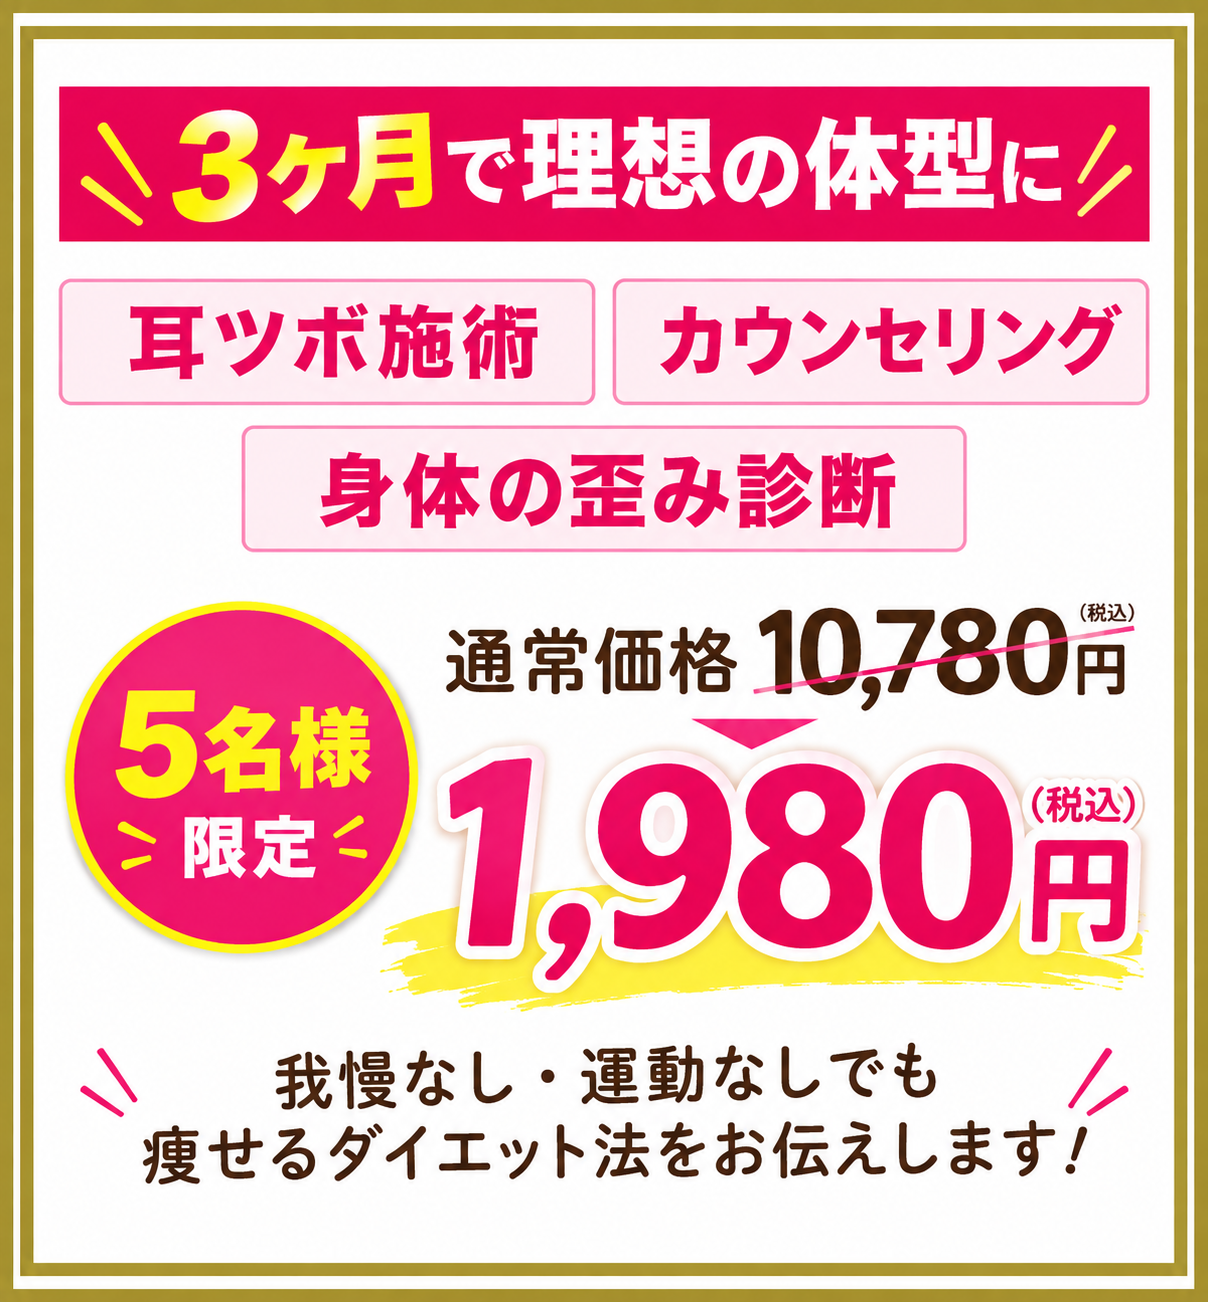 3ヶ月で理想の体型に
耳ツボ施術
カウンセリング
身体の歪み診断
5名様
限定
通常価格 10,780円(税込)
1,980円(税込)
我慢なし・運動なしでも
痩せるダイエット法をお伝えします!